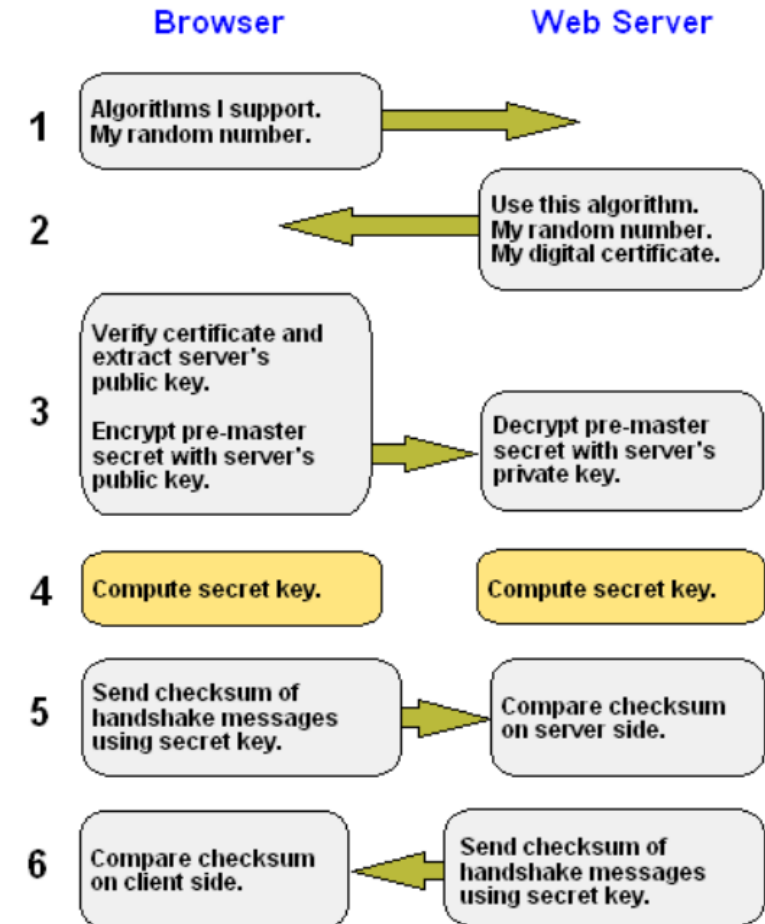 Browser
Web Server
1
Algorithms I support.
My random number.
2
Use this algorithm.
My random number.
My digital certificate.
3
Verify certificate and
extract server's
public key.
Encrypt pre-master
secret with server's
public key.
Decrypt pre-master
secret with server's
private key.
4
Compute secret key.
Compute secret key.
5
Send checksum of
handshake messages
using secret key.
Compare checksum
on server side.
6
Compare checksum
on client side.
Send checksum of
handshake messages
using secret key.